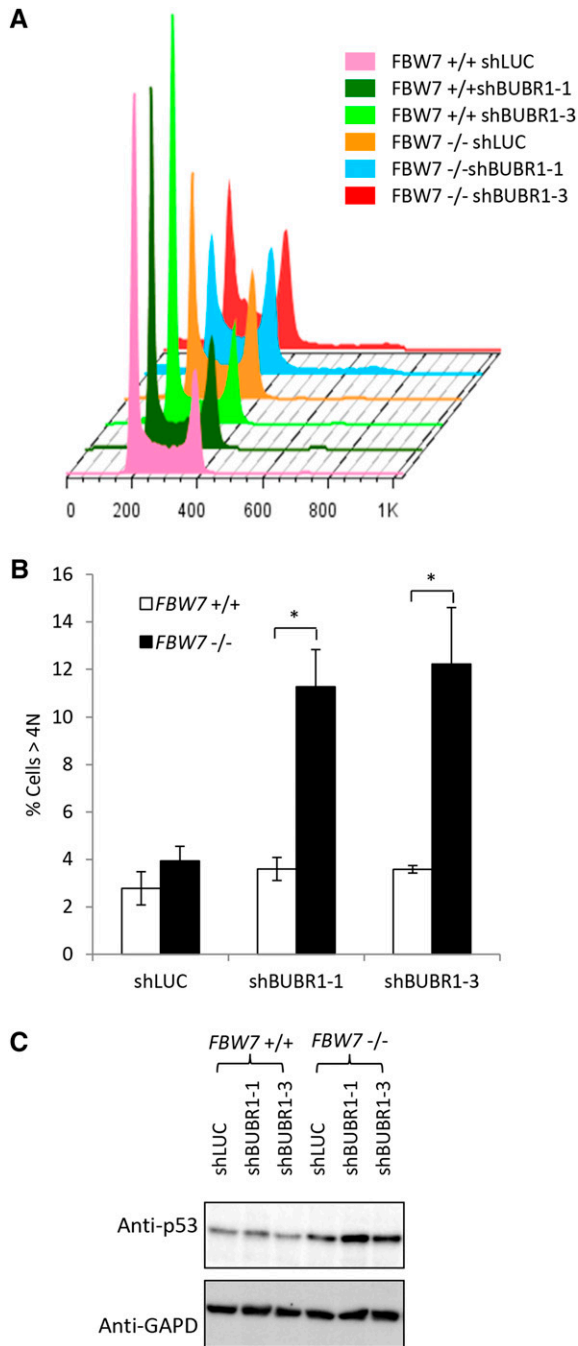 A
FBW7 +/+ shLUC
FBW7 +/+shBUBR1-1
FBW7 +/+ shBUBR1-3
FBW7 -/- shLUC
FBW7 -/-shBUBR1-1
FBW7 -/- shBUBR1-3
0 200 400 600 800 1K
B
16
14
12
10
8
6
4
2
0
% Cells > 4N
FBW7 +/+
FBW7 -/-
*
*
shLUC shBUBR1-1 shBUBR1-3
C
FBW7 +/+ FBW7 -/-
shLUC
shBUBR1-1
shBUBR1-3
shLUC
shBUBR1-1
shBUBR1-3
Anti-p53
Anti-GAPD